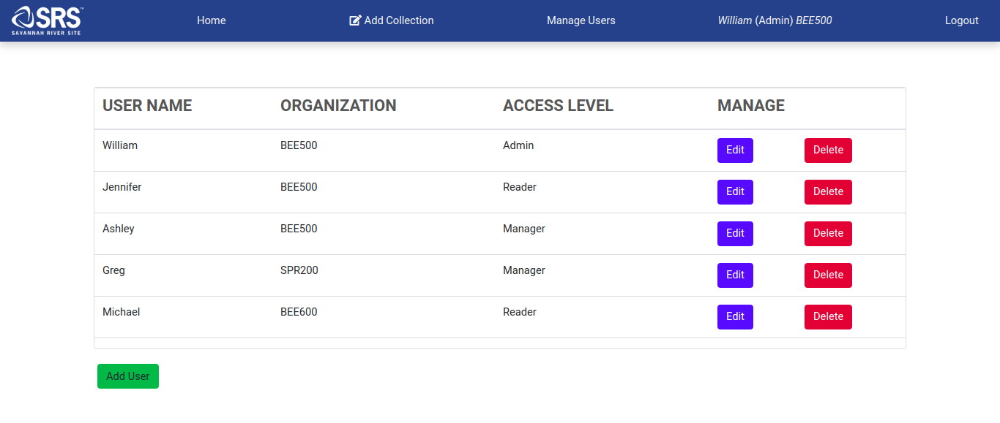 SRS™
SAVANNAH RIVER SITE
Home Add Collection Manage Users William (Admin) BEE500 Logout
USER NAME ORGANIZATION ACCESS LEVEL MANAGE
William BEE500 Admin Edit Delete
Jennifer BEE500 Reader Edit Delete
Ashley BEE500 Manager Edit Delete
Greg SPR200 Manager Edit Delete
Michael BEE600 Reader Edit Delete
Add User